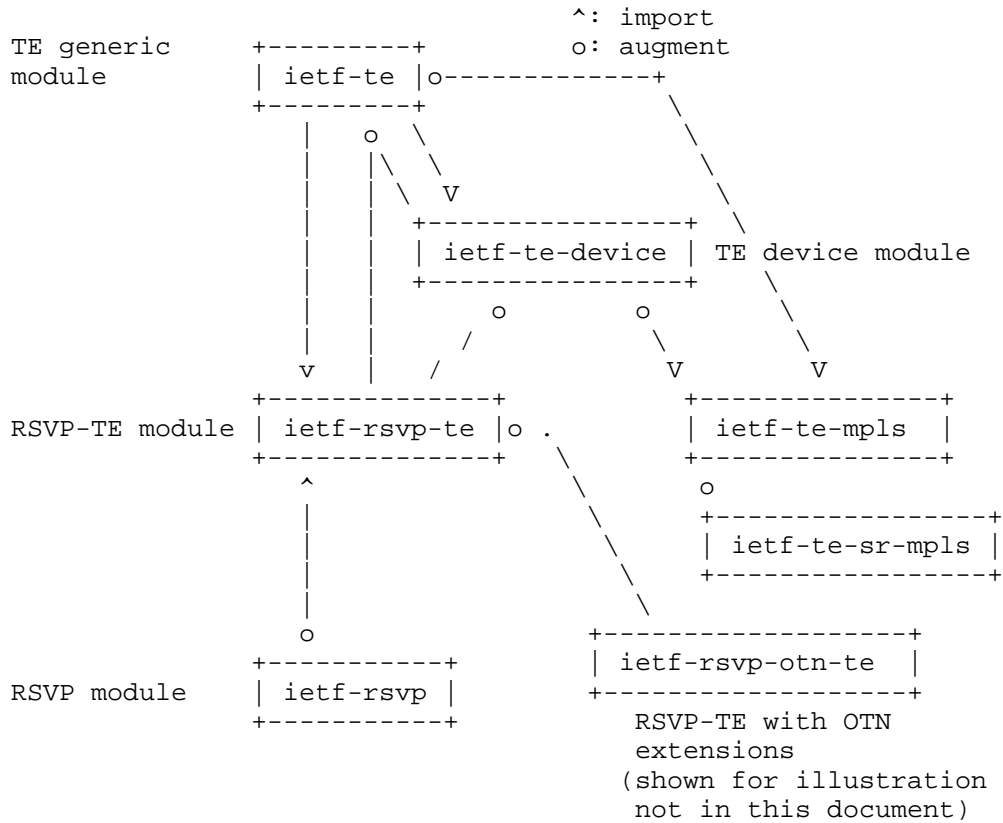 ^: import
TE generic +---------+ o: augment
module | ietf-te |o-------------+
+---------+ \
| o \ \
| |\ \ \
| | \ V \
| | +----------------+ \
| | | ietf-te-device | TE device module
| | +----------------+ \
| | o o \
| | / \ \
v | / V V
+--------------+ +---------------+
RSVP-TE module | ietf-rsvp-te |o . | ietf-te-mpls |
+--------------+ \ +---------------+
^ \ o
| \ +-----------------+
| \ | ietf-te-sr-mpls |
| \ +-----------------+
| \
o +-------------------+
+-----------+ | ietf-rsvp-otn-te |
RSVP module | ietf-rsvp | +-------------------+
+-----------+ RSVP-TE with OTN
extensions
(shown for illustration
not in this document)